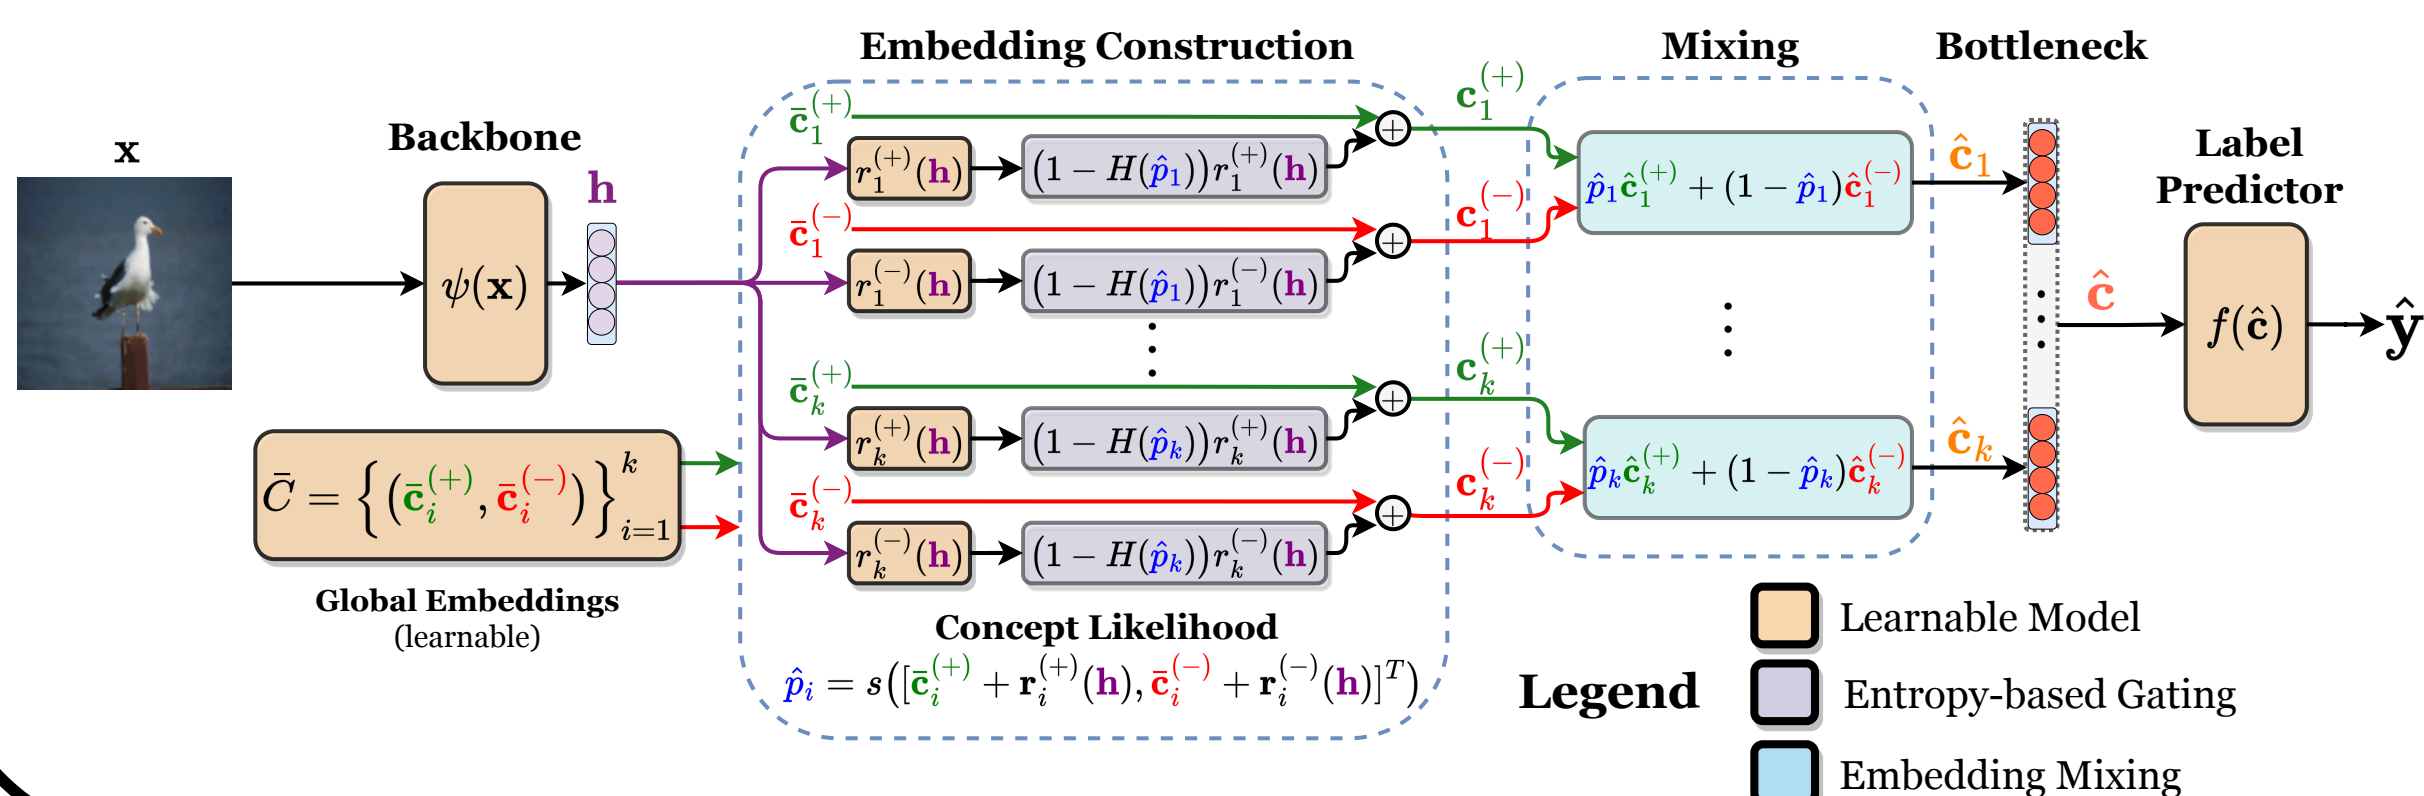 Embedding Construction
Mixing
Bottleneck
x
Backbone
h
ψ(x)
c̄₁⁽⁺⁾
r₁⁽⁺⁾(h)
(1 − H(p̂₁))r₁⁽⁺⁾(h)
+
c₁⁽⁺⁾
c̄₁⁽⁻⁾
r₁⁽⁻⁾(h)
(1 − H(p̂₁))r₁⁽⁻⁾(h)
+
c₁⁽⁻⁾
p̂₁ĉ₁⁽⁺⁾ + (1 − p̂₁)ĉ₁⁽⁻⁾
ĉ₁
⋮
c̄ₖ⁽⁺⁾
rₖ⁽⁺⁾(h)
(1 − H(p̂ₖ))rₖ⁽⁺⁾(h)
+
cₖ⁽⁺⁾
c̄ₖ⁽⁻⁾
rₖ⁽⁻⁾(h)
(1 − H(p̂ₖ))rₖ⁽⁻⁾(h)
+
cₖ⁽⁻⁾
⋮
p̂ₖĉₖ⁽⁺⁾ + (1 − p̂ₖ)ĉₖ⁽⁻⁾
ĉₖ
⋮
ĉ
Label
Predictor
f(ĉ)
ŷ
C̄ = {(c̄ᵢ⁽⁺⁾, c̄ᵢ⁽⁻⁾)}ᵢ₌₁ᵏ
Global Embeddings
(learnable)
Concept Likelihood
p̂ᵢ = s([c̄ᵢ⁽⁺⁾ + rᵢ⁽⁺⁾(h), c̄ᵢ⁽⁻⁾ + rᵢ⁽⁻⁾(h)]ᵀ)
Legend
Learnable Model
Entropy-based Gating
Embedding Mixing